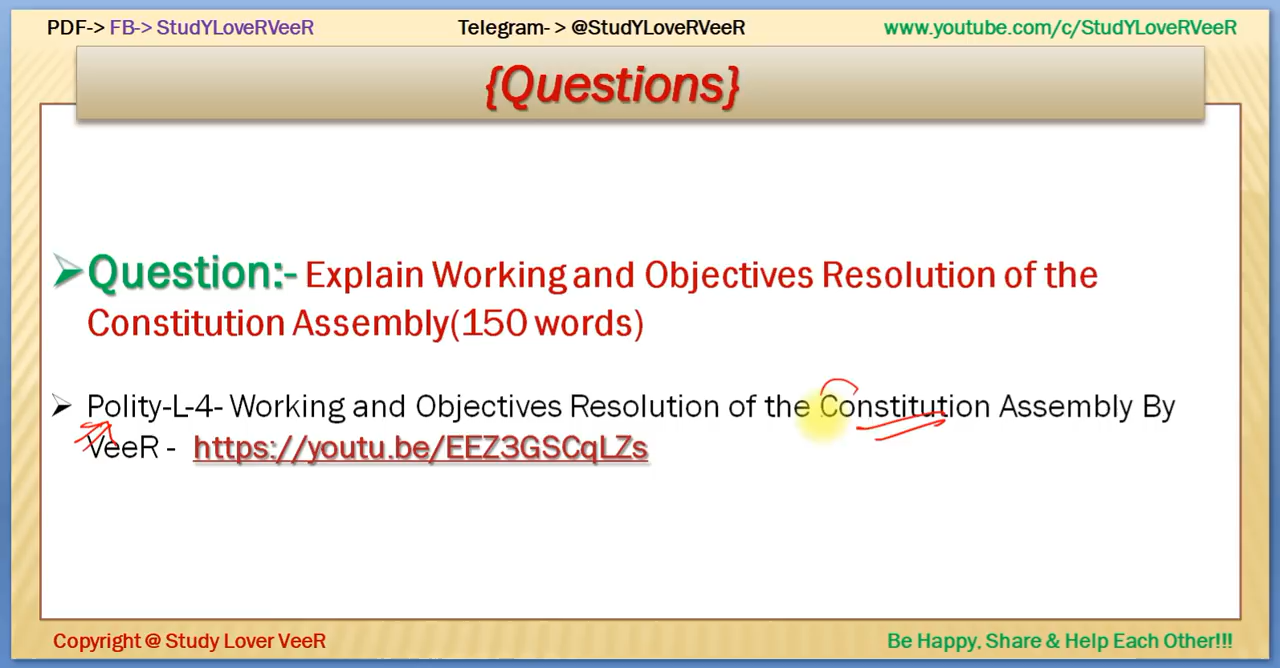 PDF-> FB-> StudYLoveRVeeR Telegram- > @StudYLoveRVeeR www.youtube.com/c/StudYLoveRVeeR
{Questions}
Question:- Explain Working and Objectives Resolution of the
Constitution Assembly(150 words)
Polity-L-4- Working and Objectives Resolution of the Constitution Assembly By
VeeR - https://youtu.be/EEZ3GSCqLZs
Copyright @ Study Lover VeeR Be Happy, Share & Help Each Other!!!